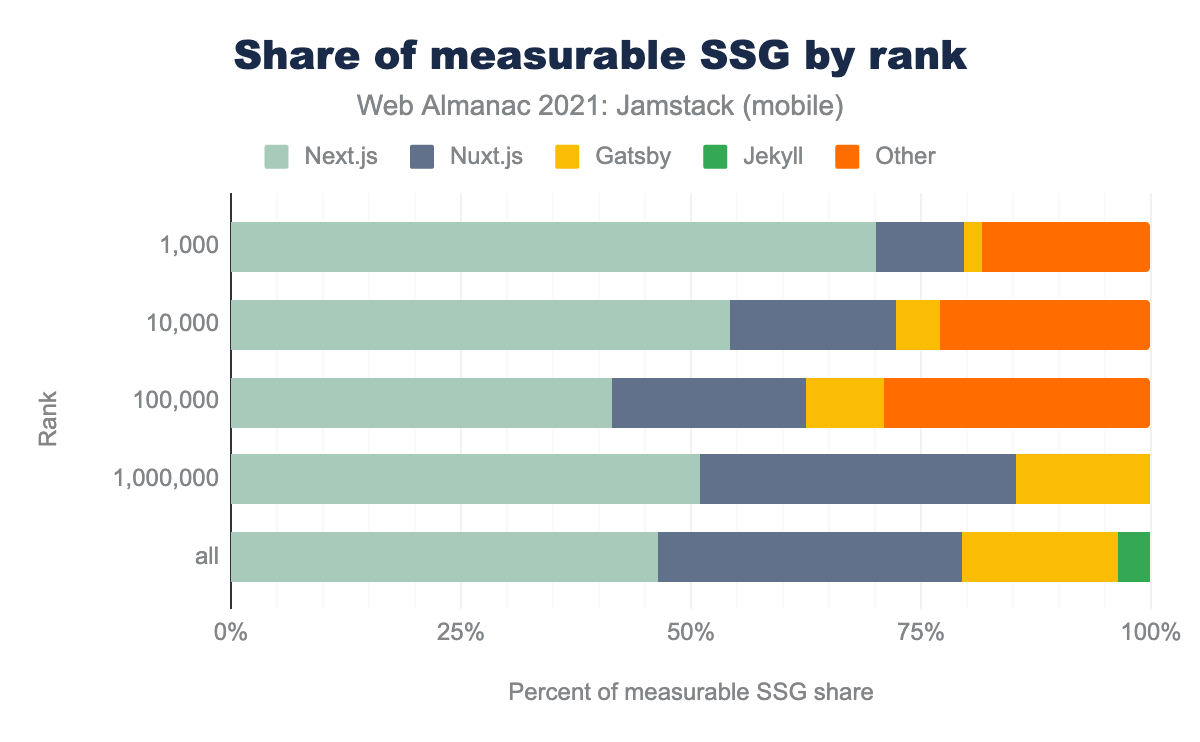 Share of measurable SSG by rank
Web Almanac 2021: Jamstack (mobile)
Next.js Nuxt.js Gatsby Jekyll Other
Rank
1,000
10,000
100,000
1,000,000
all
0% 25% 50% 75% 100%
Percent of measurable SSG share